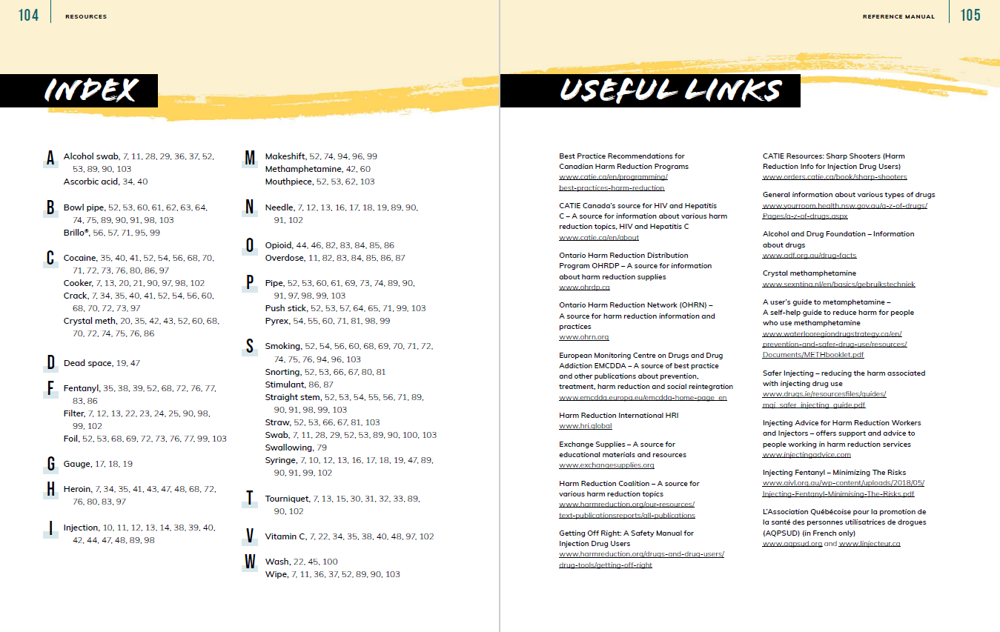 104
RESOURCES
INDEX
A
Alcohol swab, 7, 11, 28, 29, 36, 37, 52,
53, 89, 90, 103
Ascorbic acid, 34, 40
B
Bowl pipe, 52, 53, 60, 61, 62, 63, 64,
74, 75, 89, 90, 91, 98, 103
Brillo®, 56, 57, 71, 95, 99
C
Cocaine, 35, 40, 41, 52, 54, 56, 68, 70,
71, 72, 73, 76, 80, 86, 97
Cooker, 7, 13, 20, 21, 90, 97, 98, 102
Crack, 7, 34, 35, 40, 41, 52, 54, 56, 60,
68, 70, 72, 73, 97
Crystal meth, 20, 35, 42, 43, 52, 60, 68,
70, 72, 74, 75, 76, 86
D
Dead space, 19, 47
F
Fentanyl, 35, 38, 39, 52, 68, 72, 76, 77,
83, 86
Filter, 7, 12, 13, 22, 23, 24, 25, 90, 98,
99, 102
Foil, 52, 53, 68, 69, 72, 73, 76, 77, 99, 103
G
Gauge, 17, 18, 19
H
Heroin, 7, 34, 35, 41, 43, 47, 48, 68, 72,
76, 80, 83, 97
I
Injection, 10, 11, 12, 13, 14, 38, 39, 40,
42, 44, 47, 48, 89, 98
M
Makeshift, 52, 74, 94, 96, 99
Methamphetamine, 42, 60
Mouthpiece, 52, 53, 62, 103
N
Needle, 7, 12, 13, 16, 17, 18, 19, 89, 90,
91, 102
O
Opioid, 44, 46, 82, 83, 84, 85, 86
Overdose, 11, 82, 83, 84, 85, 86, 87
P
Pipe, 52, 53, 60, 61, 69, 73, 74, 89, 90,
91, 97, 98, 99, 103
Push stick, 52, 53, 57, 64, 65, 71, 99, 103
Pyrex, 54, 55, 60, 71, 81, 98, 99
S
Smoking, 52, 54, 56, 60, 68, 69, 70, 71, 72,
74, 75, 76, 94, 96, 103
Snorting, 52, 53, 66, 67, 80, 81
Stimulant, 86, 87
Straight stem, 52, 53, 54, 55, 56, 71, 89,
90, 91, 98, 99, 103
Straw, 52, 53, 66, 67, 81, 103
Swab, 7, 11, 28, 29, 52, 53, 89, 90, 100, 103
Swallowing, 79
Syringe, 7, 10, 12, 13, 16, 17, 18, 19, 47, 89,
90, 91, 99, 102
T
Tourniquet, 7, 13, 15, 30, 31, 32, 33, 89,
90, 102
V
Vitamin C, 7, 22, 34, 35, 38, 40, 48, 97, 102
W
Wash, 22, 45, 100
Wipe, 7, 11, 36, 37, 52, 89, 90, 103
REFERENCE MANUAL
105
USEFUL LINKS
Best Practice Recommendations for
Canadian Harm Reduction Programs
www.catie.ca/en/programming/
best-practices-harm-reduction
CATIE Canada's source for HIV and Hepatitis
C – A source for information about various harm
reduction topics, HIV and Hepatitis C
www.catie.ca/en/about
Ontario Harm Reduction Distribution
Program OHRDP – A source for information
about harm reduction supplies
www.ohrdp.ca
Ontario Harm Reduction Network (OHRN) –
A source for harm reduction information and
practices
www.ohrn.org
European Monitoring Centre on Drugs and Drug
Addiction EMCDDA – A source of best practice
and other publications about prevention,
treatment, harm reduction and social reintegration
www.emcdda.europa.eu/emcdda-home-page_en
Harm Reduction International HRI
www.hri.global
Exchange Supplies – A source for
educational materials and resources
www.exchangesupplies.org
Harm Reduction Coalition – A source for
various harm reduction topics
www.harmreduction.org/our-resources/
text-publicationsreports/all-publications
Getting Off Right: A Safety Manual for
Injection Drug Users
www.harmreduction.org/drugs-and-drug-users/
drug-tools/getting-off-right
CATIE Resources: Sharp Shooters (Harm
Reduction Info for Injection Drug Users)
www.orders.catie.ca/book/sharp-shooters
General information about various types of drugs
www.yourroom.health.nsw.gov.au/a-z-of-drugs/
Pages/a-z-of-drugs.aspx
Alcohol and Drug Foundation – Information
about drugs
www.adf.org.au/drug-facts
Crystal methamphetamine
www.sexntina.nl/en/basics/gebruikstechniek
A user's guide to metamphetamine –
A self-help guide to reduce harm for people
who use methamphetamine
www.waterlooregiondrugstrategy.ca/en/
prevention-and-safer-drug-use/resources/
Documents/METHbooklet.pdf
Safer Injecting – reducing the harm associated
with injecting drug use
www.drugs.ie/resourcesfiles/guides/
mqi_safer_injecting_guide.pdf
Injecting Advice for Harm Reduction Workers
and Injectors – offers support and advice to
people working in harm reduction services
www.injectingadvice.com
Injecting Fentanyl – Minimizing The Risks
www.aivl.org.au/wp-content/uploads/2018/05/
Injecting-Fentanyl-Minimising-The-Risks.pdf
L'Association Québécoise pour la promotion de
la santé des personnes utilisatrices de drogues
(AQPSUD) (in French only)
www.aqpsud.org and www.linjecteur.ca